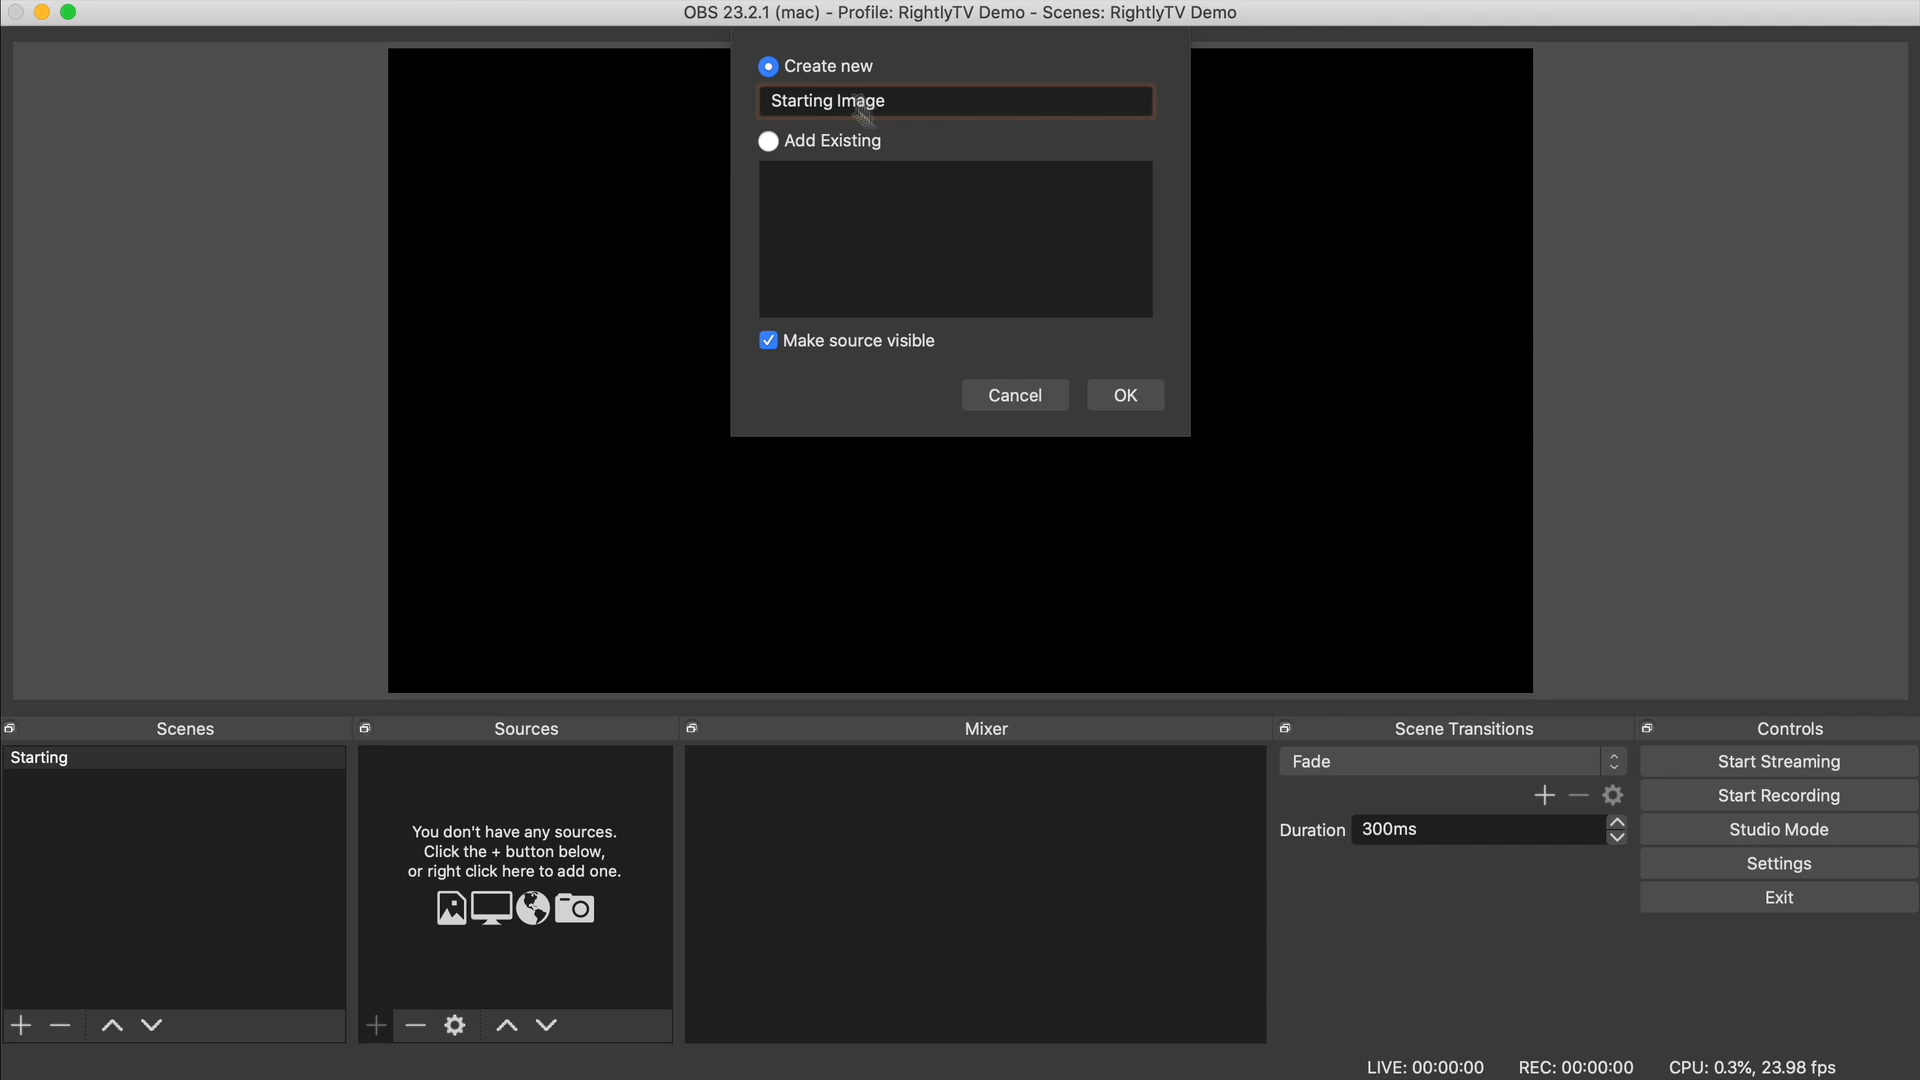 OBS 23.2.1 (mac) - Profile: RightlyTV Demo - Scenes: RightlyTV Demo
Create new
Starting Image
Add Existing
Make source visible
Cancel
OK
Scenes
Sources
Mixer
Scene Transitions
Controls
Starting
You don't have any sources.
Click the + button below,
or right click here to add one.
Fade
Duration 300ms
Start Streaming
Start Recording
Studio Mode
Settings
Exit
LIVE: 00:00:00 REC: 00:00:00 CPU: 0.3%, 23.98 fps